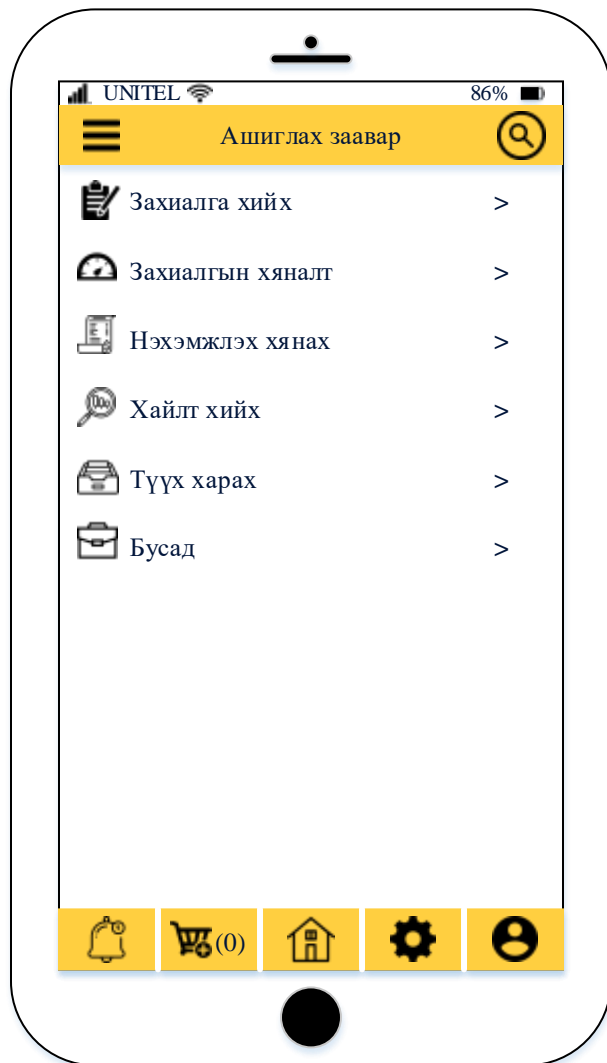 UNITEL 86%
Ашиглах заавар
Захиалга хийх >
Захиалгын хяналт >
Нэхэмжлэх хянах >
Хайлт хийх >
Түүх харах >
Бусад >
(0)